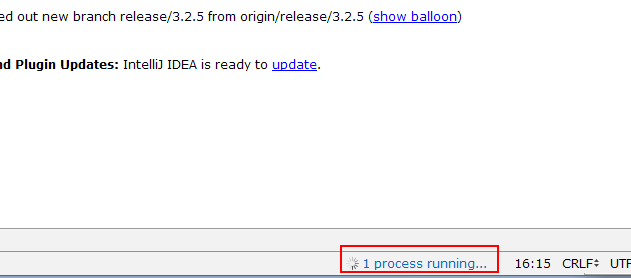 ed out new branch release/3.2.5 from origin/release/3.2.5 (show balloon)
nd Plugin Updates: IntelliJ IDEA is ready to update.
1 process running... 16:15 CRLF UTF